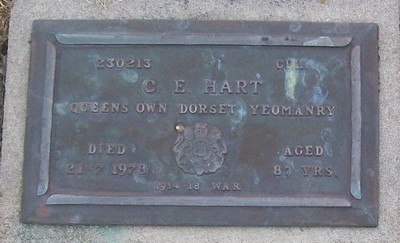 230213 CPL
C. E. HART
QUEENS OWN DORSET YEOMANRY
DIED AGED
21-7-1978 87 YRS.
1914-18 WAR